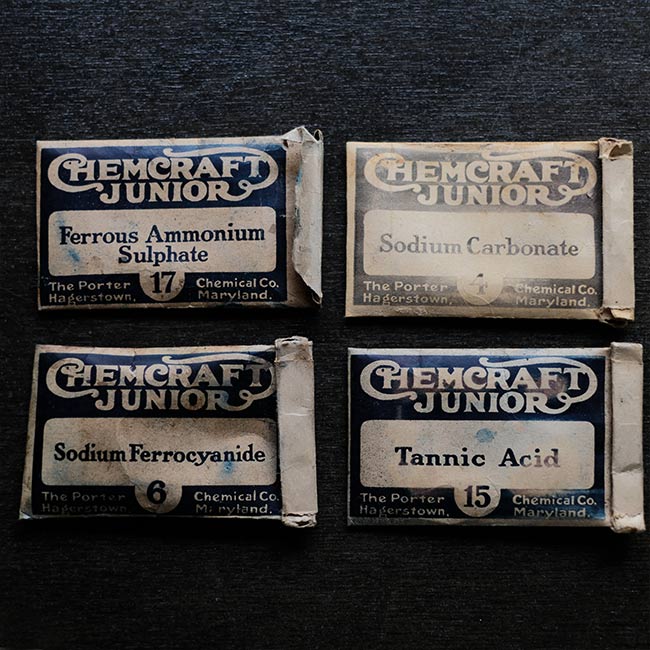 CHEMCRAFT
JUNIOR
Ferrous Ammonium
Sulphate
17
The Porter Chemical Co.
Hagerstown, Maryland.
CHEMCRAFT
JUNIOR
Sodium Carbonate
4
The Porter Chemical Co.
Hagerstown, Maryland.
CHEMCRAFT
JUNIOR
Sodium Ferrocyanide
6
The Porter Chemical Co.
Hagerstown, Maryland.
CHEMCRAFT
JUNIOR
Tannic Acid
15
The Porter Chemical Co.
Hagerstown, Maryland.